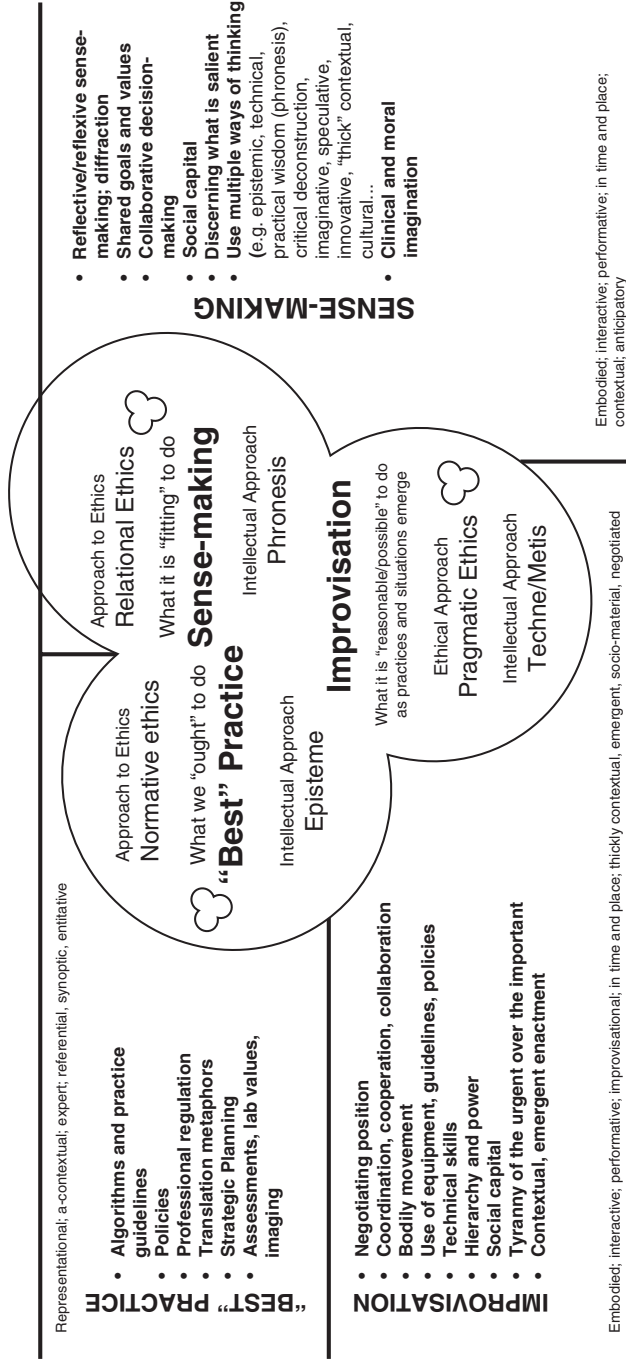 Representational; a-contextual; expert; referential, synoptic, entitative
“BEST” PRACTICE
• Algorithms and practice
guidelines
• Policies
• Professional regulation
• Translation metaphors
• Strategic Planning
• Assessments, lab values,
imaging
Approach to Ethics
Normative ethics
What we “ought” to do
“Best” Practice
Intellectual Approach
Episteme
Approach to Ethics
Relational Ethics
What it is “fitting” to do
Sense-making
Intellectual Approach
Phronesis
SENSE-MAKING
• Reflective/reflexive sense-
making; diffraction
• Shared goals and values
• Collaborative decision-
making
• Social capital
• Discerning what is salient
• Use multiple ways of thinking
(e.g. epistemic, technical,
practical wisdom (phronesis),
critical deconstruction,
imaginative, speculative,
innovative, “thick” contextual,
cultural...
• Clinical and moral
imagination
Embodied; interactive; performative; in time and place;
contextual; anticipatory
IMPROVISATION
• Negotiating position
• Coordination, cooperation, collaboration
• Bodily movement
• Use of equipment, guidelines, policies
• Technical skills
• Hierarchy and power
• Social capital
• Tyranny of the urgent over the important
• Contextual, emergent enactment
Improvisation
What it is “reasonable/possible” to do
as practices and situations emerge
Ethical Approach
Pragmatic Ethics
Intellectual Approach
Techne/Metis
Embodied; interactive; performative; improvisational; in time and place; thickly contextual, emergent, socio-material, negotiated